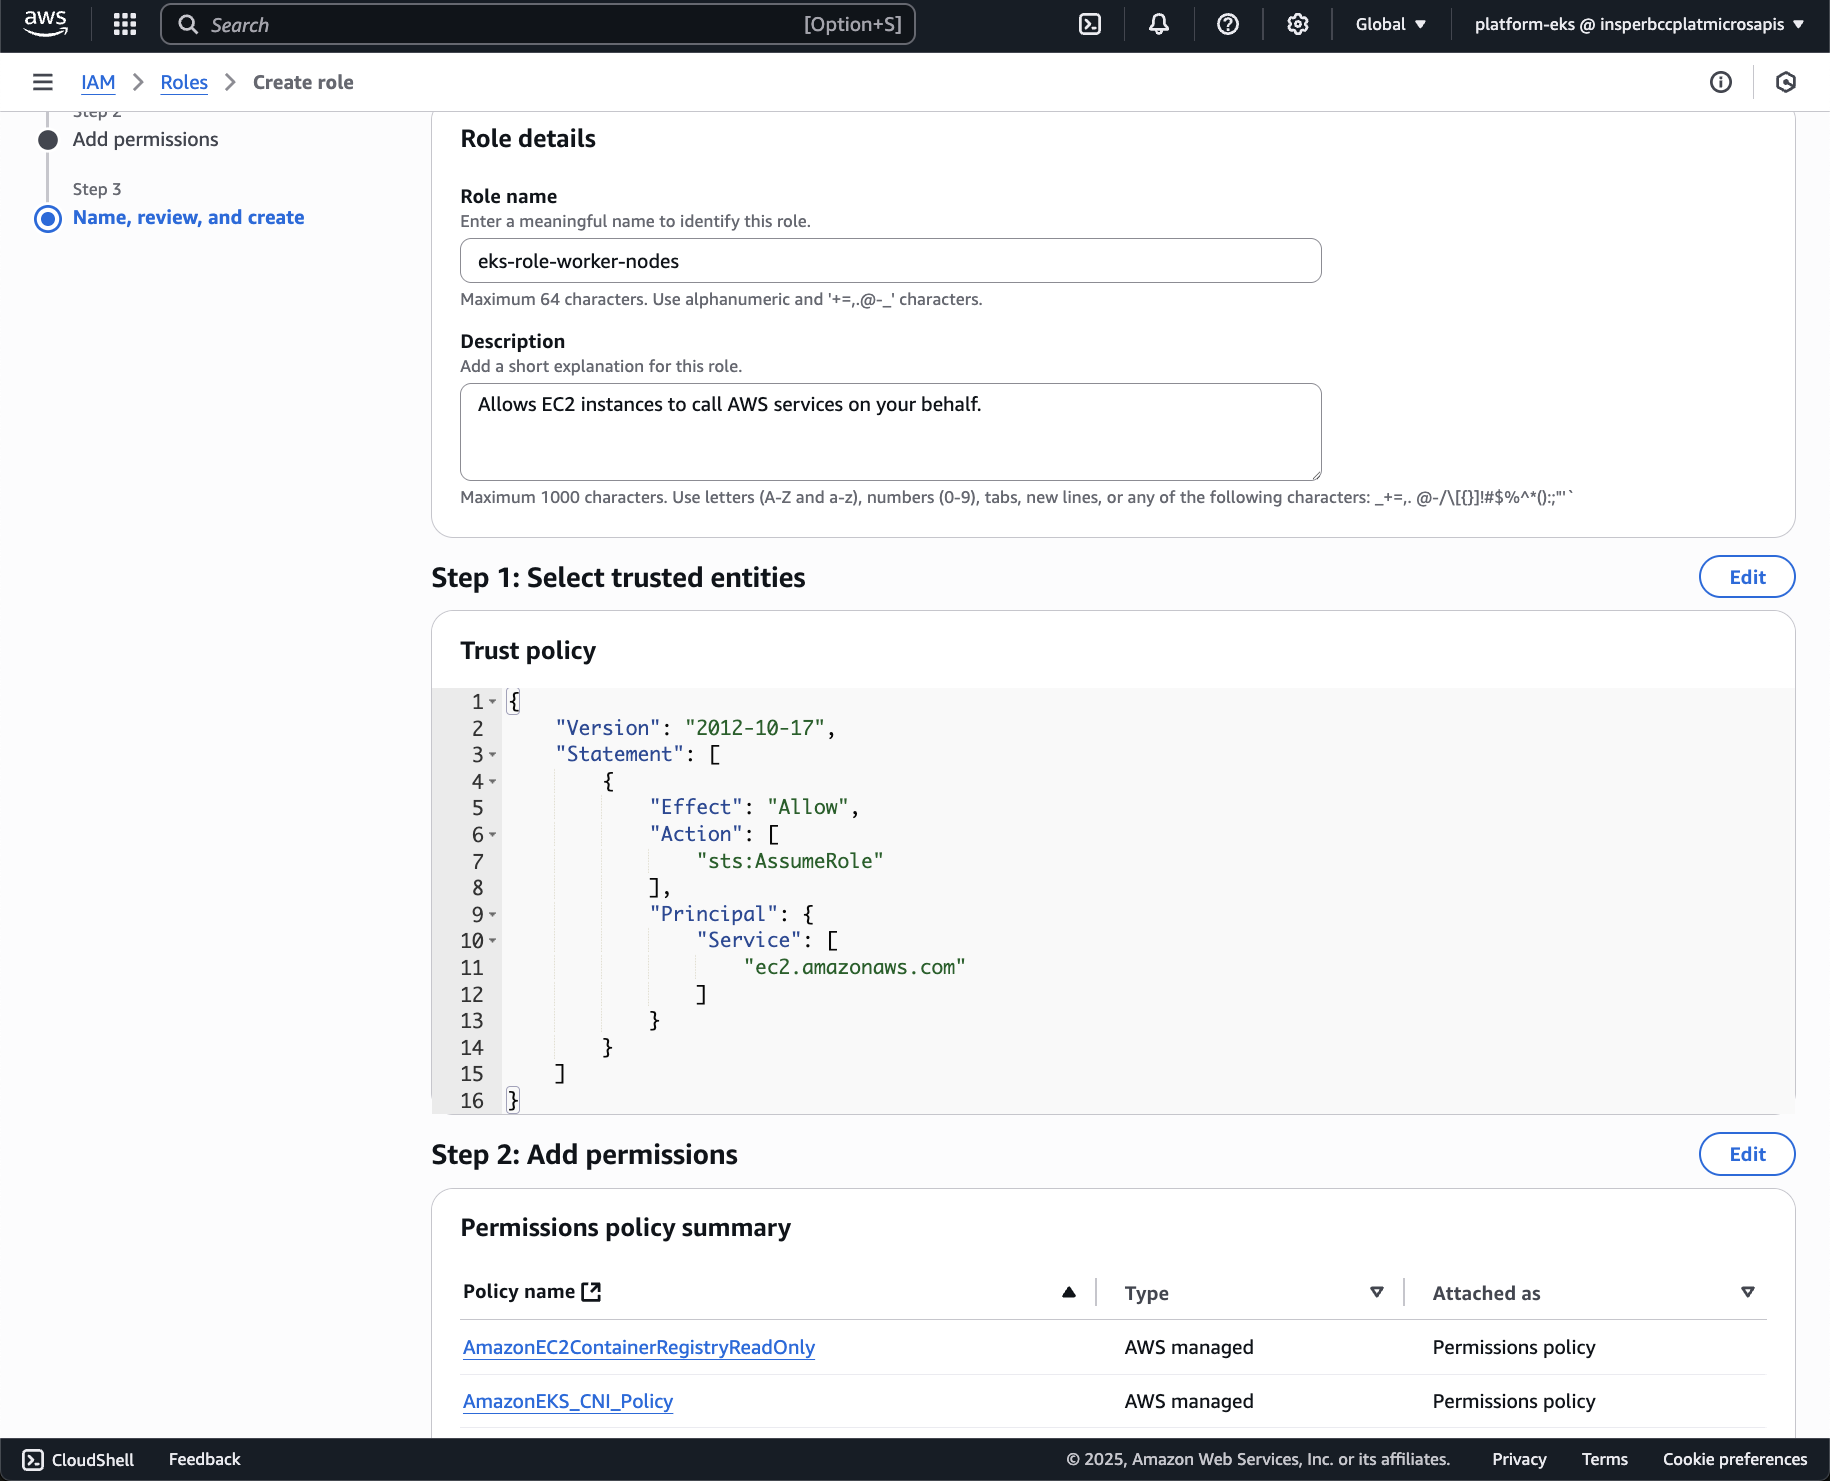 aws
Search [Option+S]
Global
platform-eks @ insperbccplatmicrosapis
IAM
Roles
Create role
Step 2
Add permissions
Step 3
Name, review, and create
Role details
Role name
Enter a meaningful name to identify this role.
eks-role-worker-nodes
Maximum 64 characters. Use alphanumeric and '+=,.@-_' characters.
Description
Add a short explanation for this role.
Allows EC2 instances to call AWS services on your behalf.
Maximum 1000 characters. Use letters (A-Z and a-z), numbers (0-9), tabs, new lines, or any of the following characters: _+=,. @-/\[{}]!#$%^*();:;"'`
Step 1: Select trusted entities
Edit
Trust policy
1 {
2     "Version": "2012-10-17",
3     "Statement": [
4         {
5             "Effect": "Allow",
6             "Action": [
7                 "sts:AssumeRole"
8             ],
9             "Principal": {
10                 "Service": [
11                     "ec2.amazonaws.com"
12                 ]
13             }
14         }
15     ]
16 }
Step 2: Add permissions
Edit
Permissions policy summary
Policy name Type Attached as
AmazonEC2ContainerRegistryReadOnly AWS managed Permissions policy
AmazonEKS_CNI_Policy AWS managed Permissions policy
CloudShell Feedback © 2025, Amazon Web Services, Inc. or its affiliates. Privacy Terms Cookie preferences